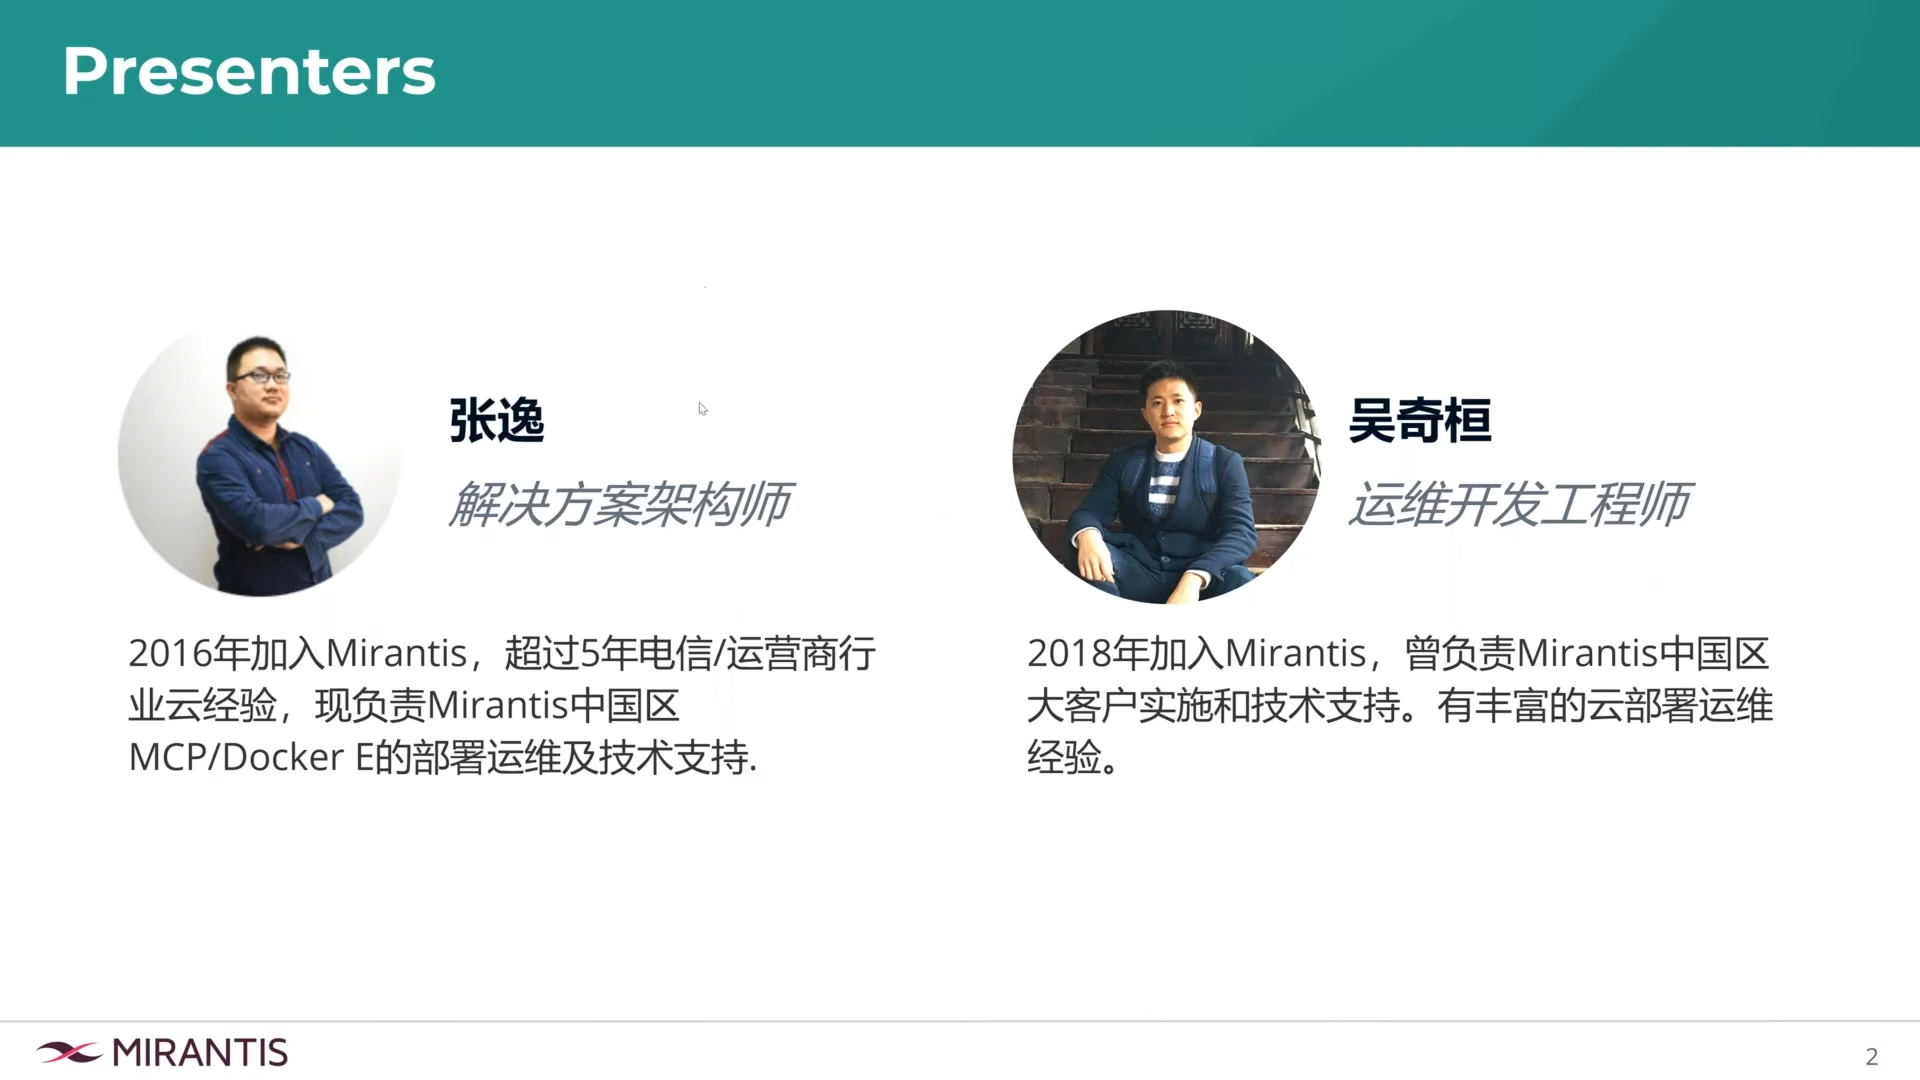 Presenters
张逸
解决方案架构师
2016年加入Mirantis，超过5年电信/运营商行
业云经验，现负责Mirantis中国区
MCP/Docker E的部署运维及技术支持.
吴奇桓
运维开发工程师
2018年加入Mirantis，曾负责Mirantis中国区
大客户实施和技术支持。有丰富的云部署运维
经验。
MIRANTIS
2